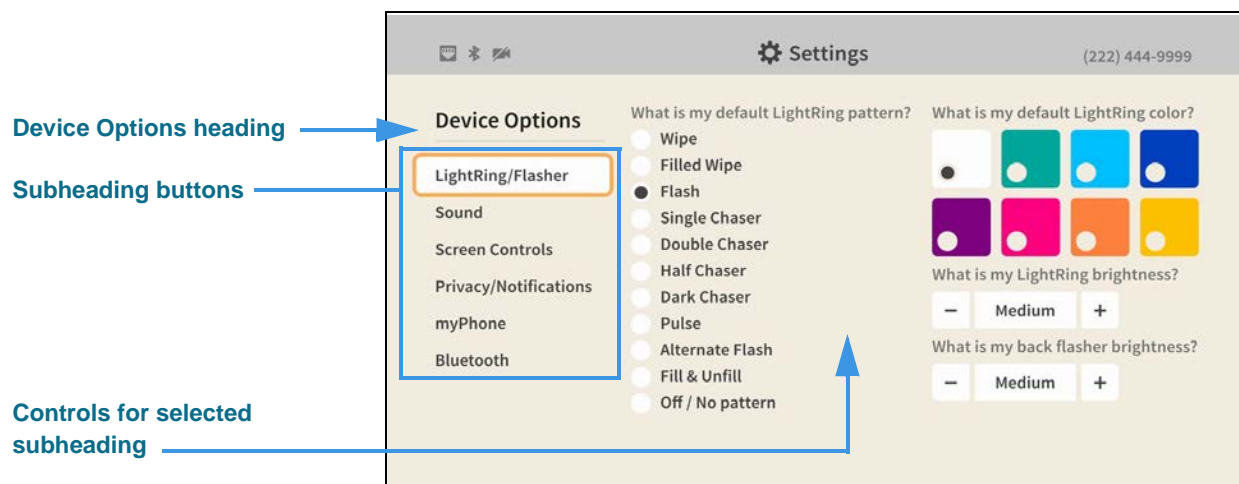 Settings
(222) 444-9999
Device Options heading
Subheading buttons
Controls for selected
subheading
Device Options
LightRing/Flasher
Sound
Screen Controls
Privacy/Notifications
myPhone
Bluetooth
What is my default LightRing pattern?
Wipe
Filled Wipe
Flash
Single Chaser
Double Chaser
Half Chaser
Dark Chaser
Pulse
Alternate Flash
Fill & Unfill
Off / No pattern
What is my default LightRing color?
What is my LightRing brightness?
− Medium +
What is my back flasher brightness?
− Medium +